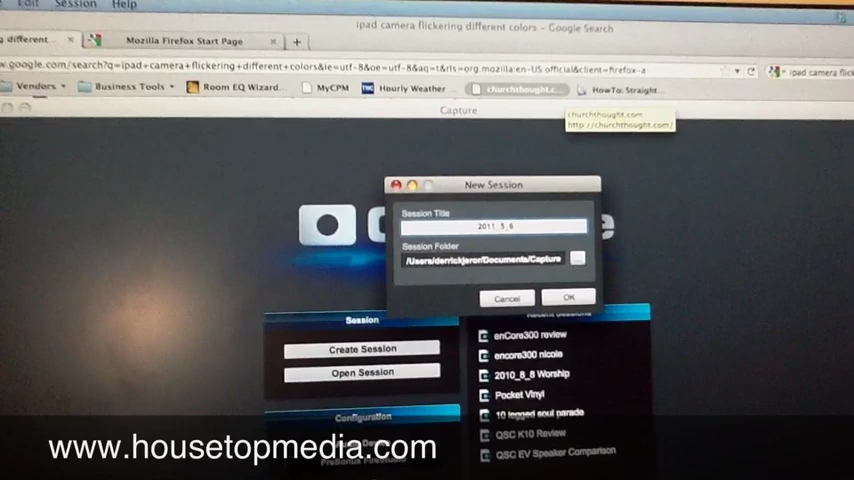 Edit Session Help
ipad camera flickering different colors - Google Search
different... Mozilla Firefox Start Page
.google.com/search?q=ipad+camera+flickering+different+colors&ie=utf-8&oe=utf-8&aq=t&rls=org.mozilla:en-US:official&client=firefox-a
ipad camera flick
Vendors Business Tools Room EQ Wizard... MyCPM Hourly Weather churchthought.c... HowTo: Straight...
Capture
churchthought.com
http://churchthought.com/
New Session
Session Title
2011_5_6
Session Folder
/Users/derrickjeror/Documents/Capture
...
Cancel OK
Session
Recent Sessions
Create Session
Open Session
enCore300 review
encore300 nicole
2010_8_8 Worship
Pocket Vinyl
10 legged soul parade
QSC K10 Review
QSC EV Speaker Comparison
Configuration
www.housetopmedia.com